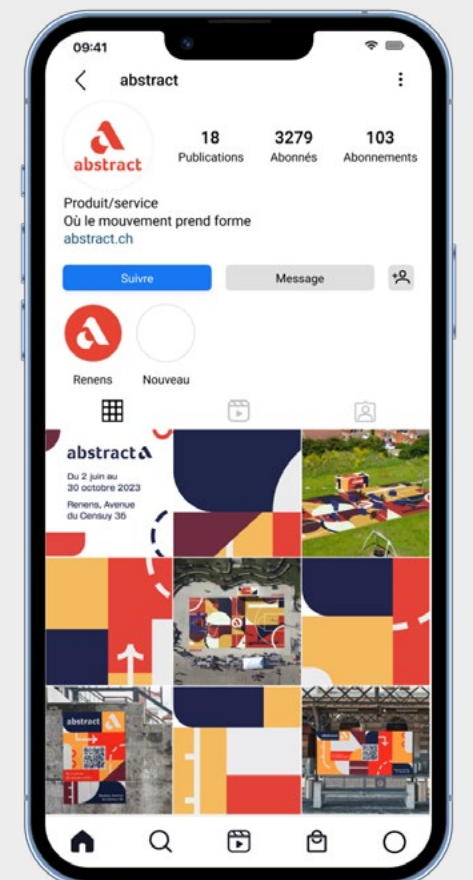 09:41
abstract
abstract
18 3279 103
Publications Abonnés Abonnements
Produit/service
Où le mouvement prend forme
abstract.ch
Suivre Message
Renens Nouveau
abstract
Du 2 juin au
30 octobre 2023
Renens, Avenue
du Censuy 36
abstract